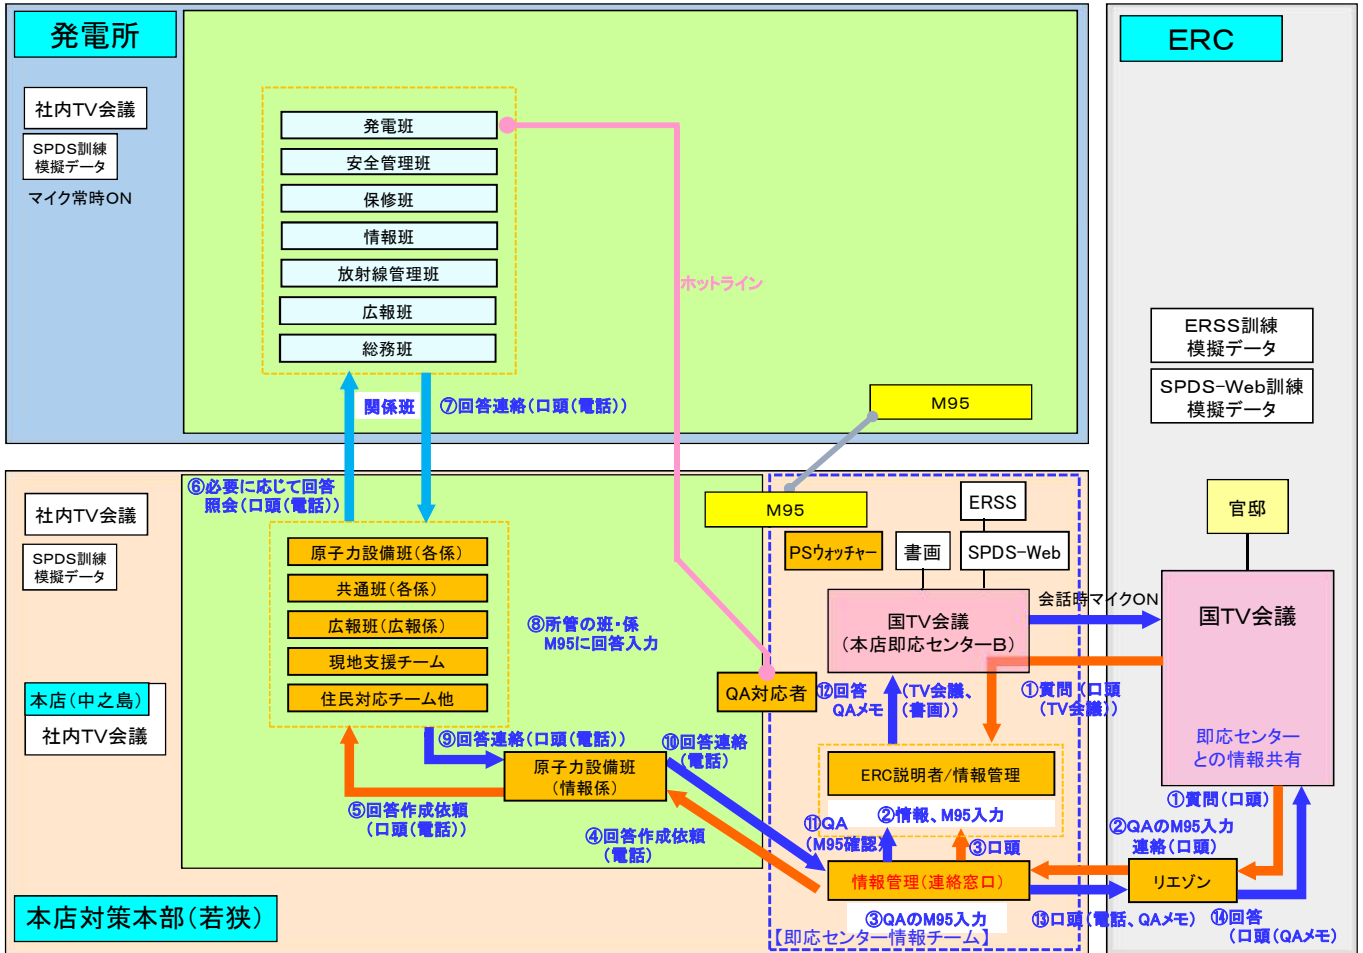 発電所
社内TV会議
SPDS訓練
模擬データ
マイク常時ON
発電班
安全管理班
保修班
情報班
放射線管理班
広報班
総務班
ホットライン
関係班
⑦回答連絡(口頭(電話))
M95
ERC
ERSS訓練
模擬データ
SPDS-Web訓練
模擬データ
官邸
国TV会議
即応センター
との情報共有
社内TV会議
SPDS訓練
模擬データ
本店(中之島)
社内TV会議
本店対策本部(若狭)
⑥必要に応じて回答
照会(口頭(電話))
原子力設備班(各係)
共通班(各係)
広報班(広報係)
現地支援チーム
住民対応チーム他
⑧所管の班・係
M95に回答入力
⑨回答連絡(口頭(電話))
原子力設備班
(情報係)
⑤回答作成依頼
(口頭(電話))
⑩回答連絡
(電話)
④回答作成依頼
(電話)
M95
PSウォッチャー
書画
ERSS
SPDS-Web
国TV会議
(本店即応センターB)
会話時マイクON
QA対応者
⑫回答
QAメモ
(TV会議、
(書画))
①質問(口頭
(TV会議))
ERC説明者/情報管理
②情報、M95入力
⑪QA
(M95確認)
③口頭
情報管理(連絡窓口)
③QAのM95入力
【即応センター情報チーム】
①質問(口頭)
②QAのM95入力
連絡(口頭)
リエゾン
⑬口頭(電話、QAメモ)
⑭回答
(口頭(QAメモ)